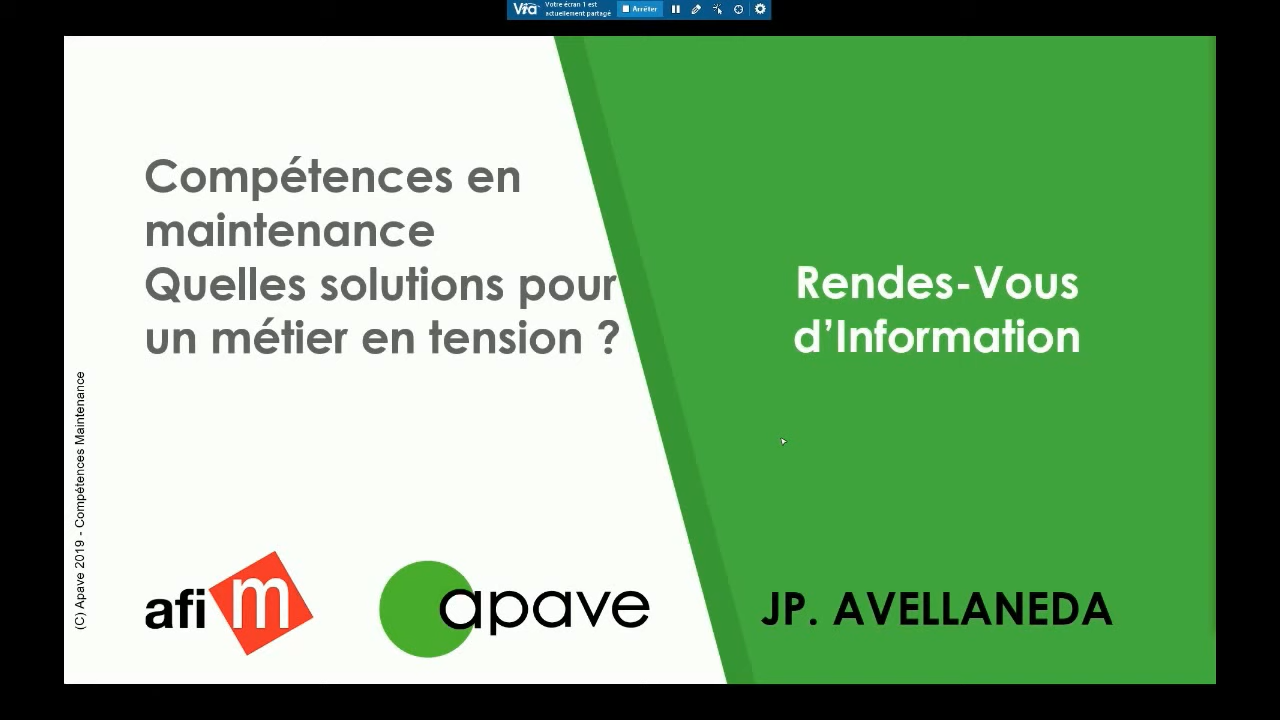 Via
Votre écran 1 est
actuellement partagé
Arrêter
Compétences en
maintenance
Quelles solutions pour
un métier en tension ?
Rendes-Vous
d’Information
(C) Apave 2019 - Compétences Maintenance
afim
apave
JP. AVELLANEDA